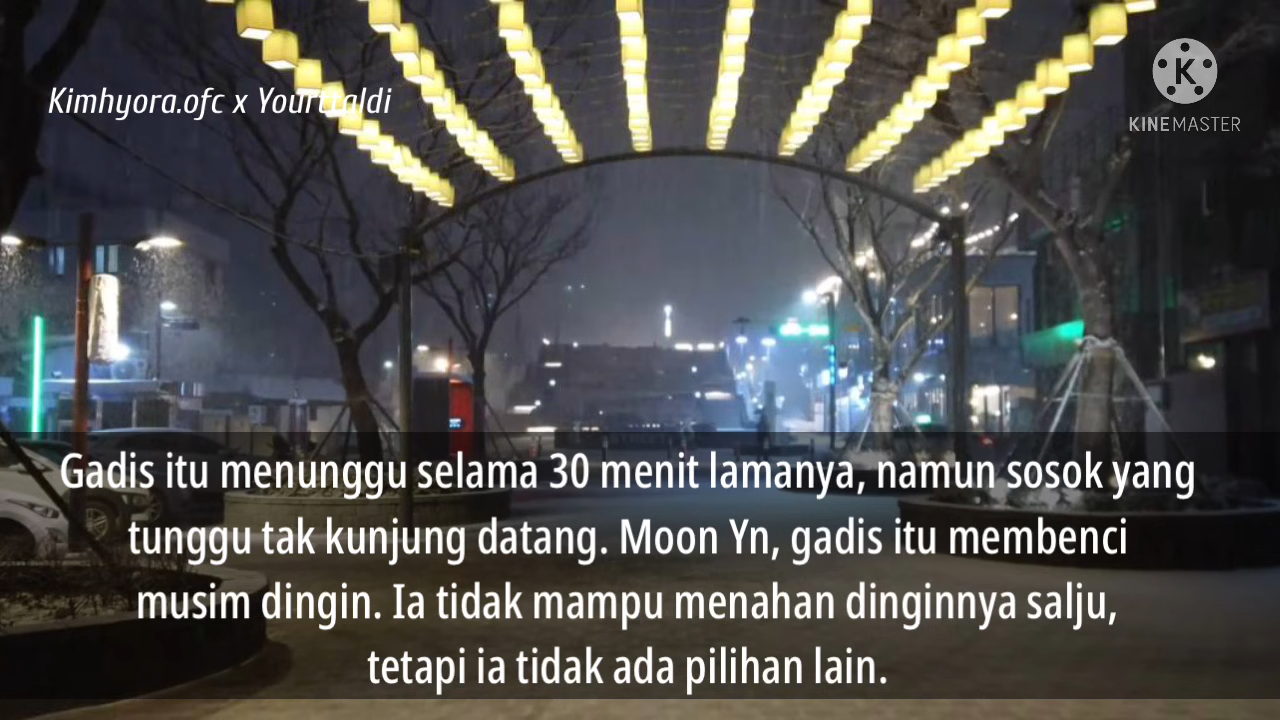 Kimhyora.ofc x Yourttaldi
K
KINEMASTER
Gadis itu menunggu selama 30 menit lamanya, namun sosok yang
tunggu tak kunjung datang. Moon Yn, gadis itu membenci
musim dingin. Ia tidak mampu menahan dinginnya salju,
tetapi ia tidak ada pilihan lain.